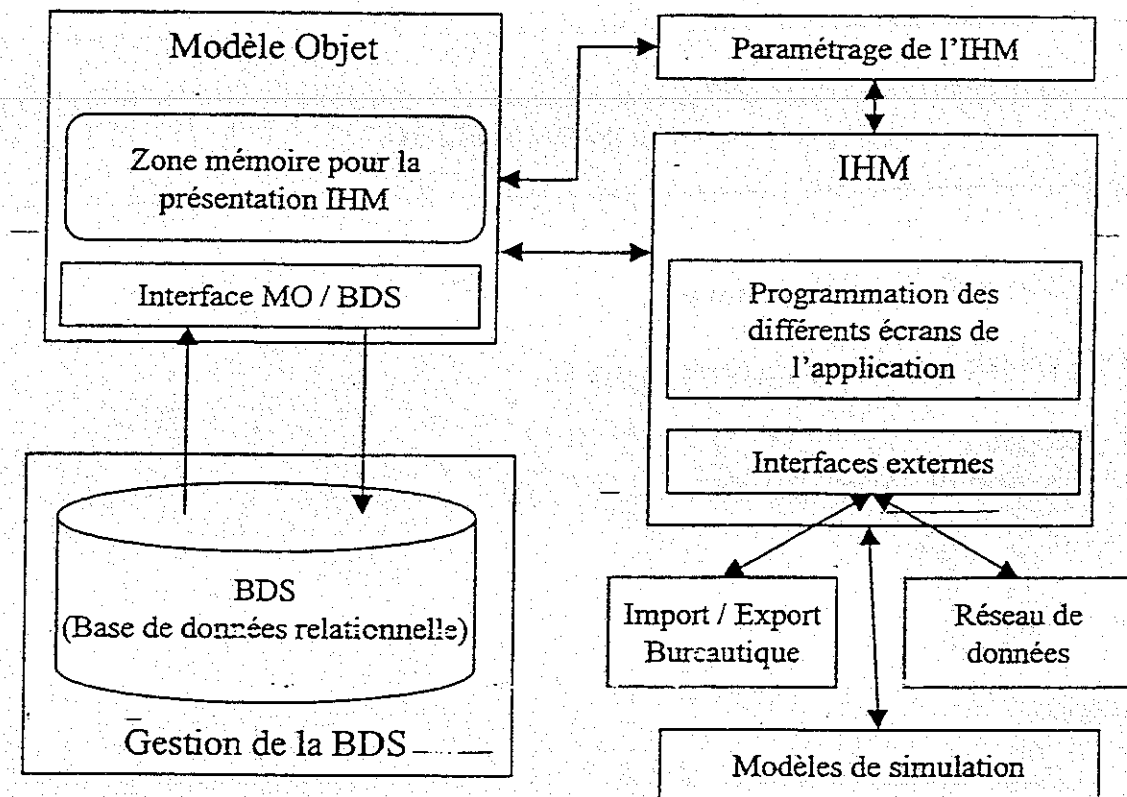 Modèle Objet
Zone mémoire pour la
présentation IHM
Interface MO / BDS
BDS
(Base de données relationnelle)
Gestion de la BDS
Paramétrage de l'IHM
IHM
Programmation des
différents écrans de
l'application
Interfaces externes
Import / Export
Bureautique
Réseau de
données
Modèles de simulation